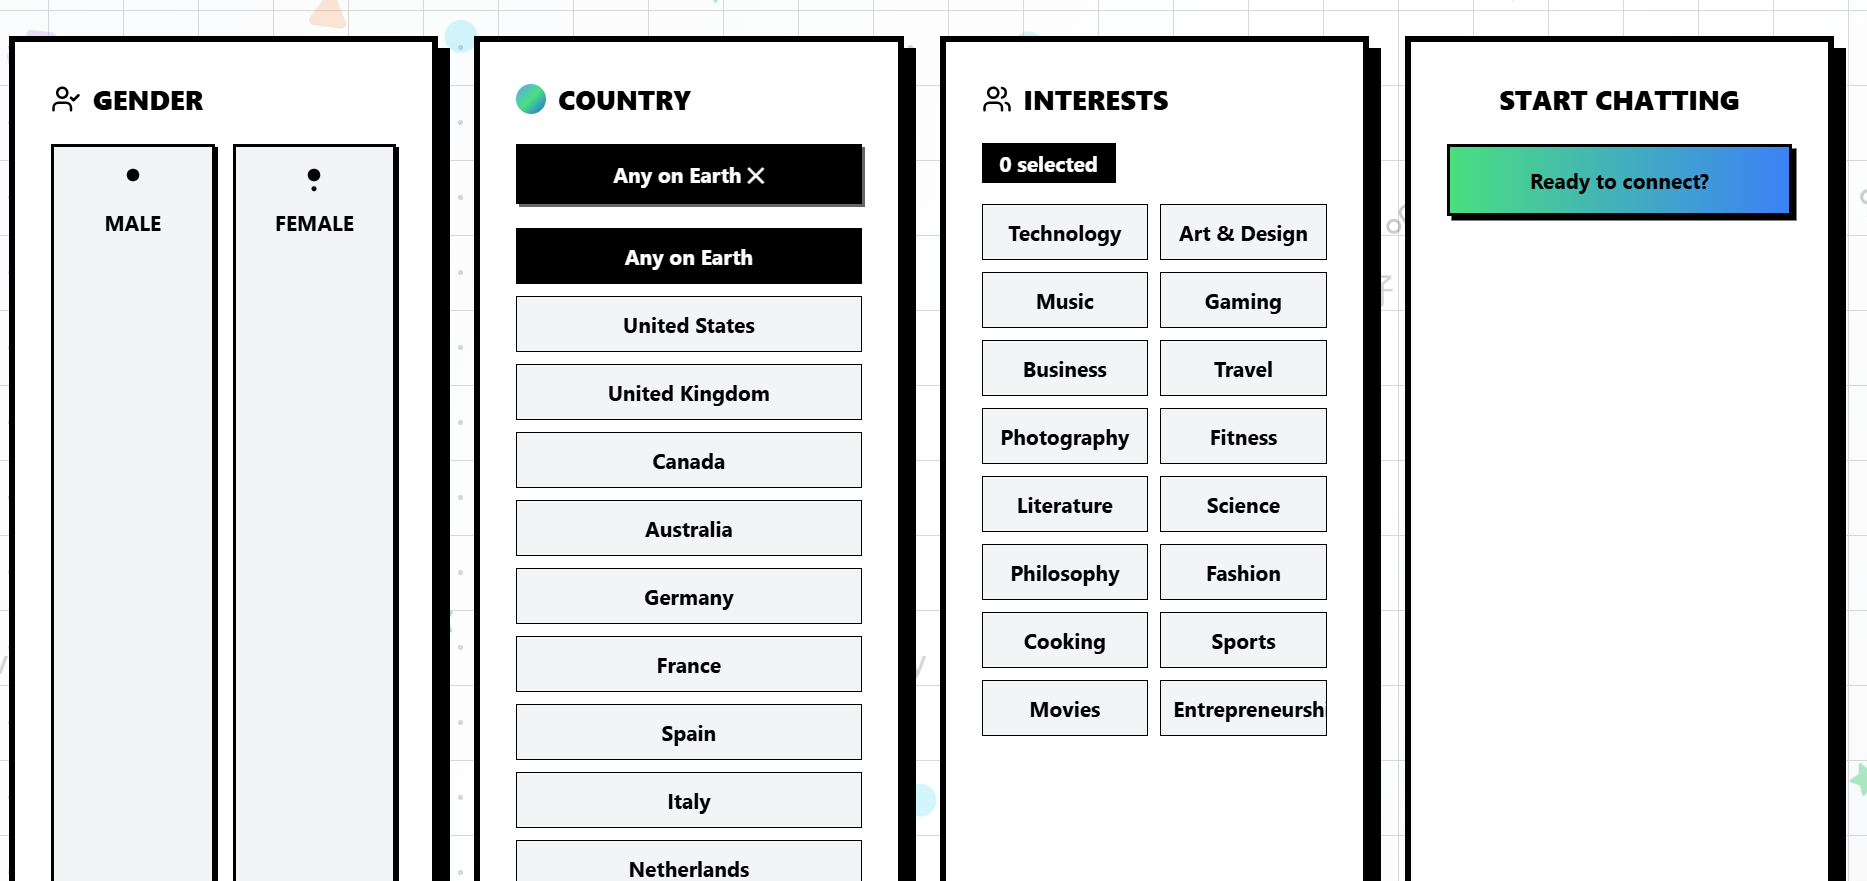 GENDER
MALE
FEMALE
COUNTRY
Any on Earth
Any on Earth
United States
United Kingdom
Canada
Australia
Germany
France
Spain
Italy
Netherlands
INTERESTS
0 selected
Technology
Art & Design
Music
Gaming
Business
Travel
Photography
Fitness
Literature
Science
Philosophy
Fashion
Cooking
Sports
Movies
Entrepreneursh
START CHATTING
Ready to connect?